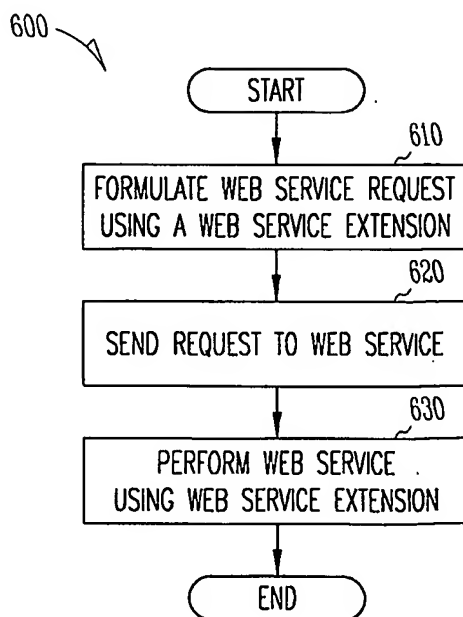 600
START
610
FORMULATE WEB SERVICE REQUEST
USING A WEB SERVICE EXTENSION
620
SEND REQUEST TO WEB SERVICE
630
PERFORM WEB SERVICE
USING WEB SERVICE EXTENSION
END